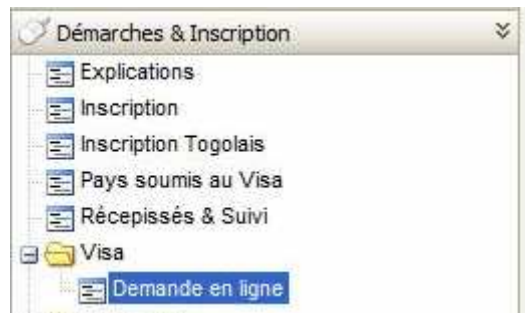 Démarches & Inscription
Explications
Inscription
Inscription Togolais
Pays soumis au Visa
Récepissés & Suivi
Visa
Demande en ligne